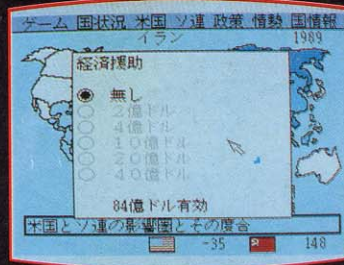 ゲーム 国状況 米国 ソ連 政策 情勢 国情報
イラン 1989
経済援助
無し
2億ドル
4億ドル
10億ドル
20億ドル
40億ドル
84億ドル有効
米国とソ連の影響圏とその度合
-35 148